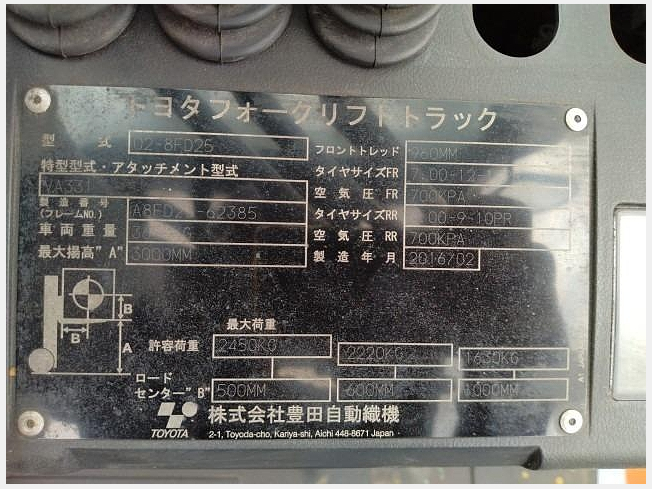 トヨタフォークリフトトラック
型式 02-8FD25
特型型式・アタッチメント型式
VA331
製造番号
(フレームNO.) 62385
車両重量
最大揚高"A" 3000MM
フロントトレッド 960MM
タイヤサイズFR
空気圧FR 700KPA
タイヤサイズRR 00-9-10PR
空気圧RR 700KPA
製造年月 2016/02
B
B
A
最大荷重
許容荷重 2450KG 2220KG 1630KG
ロード
センター"B" 500MM 600MM 1000MM
TOYOTA 株式会社豊田自動織機
2-1, Toyoda-cho, Kariya-shi, Aichi 448-8671 Japan